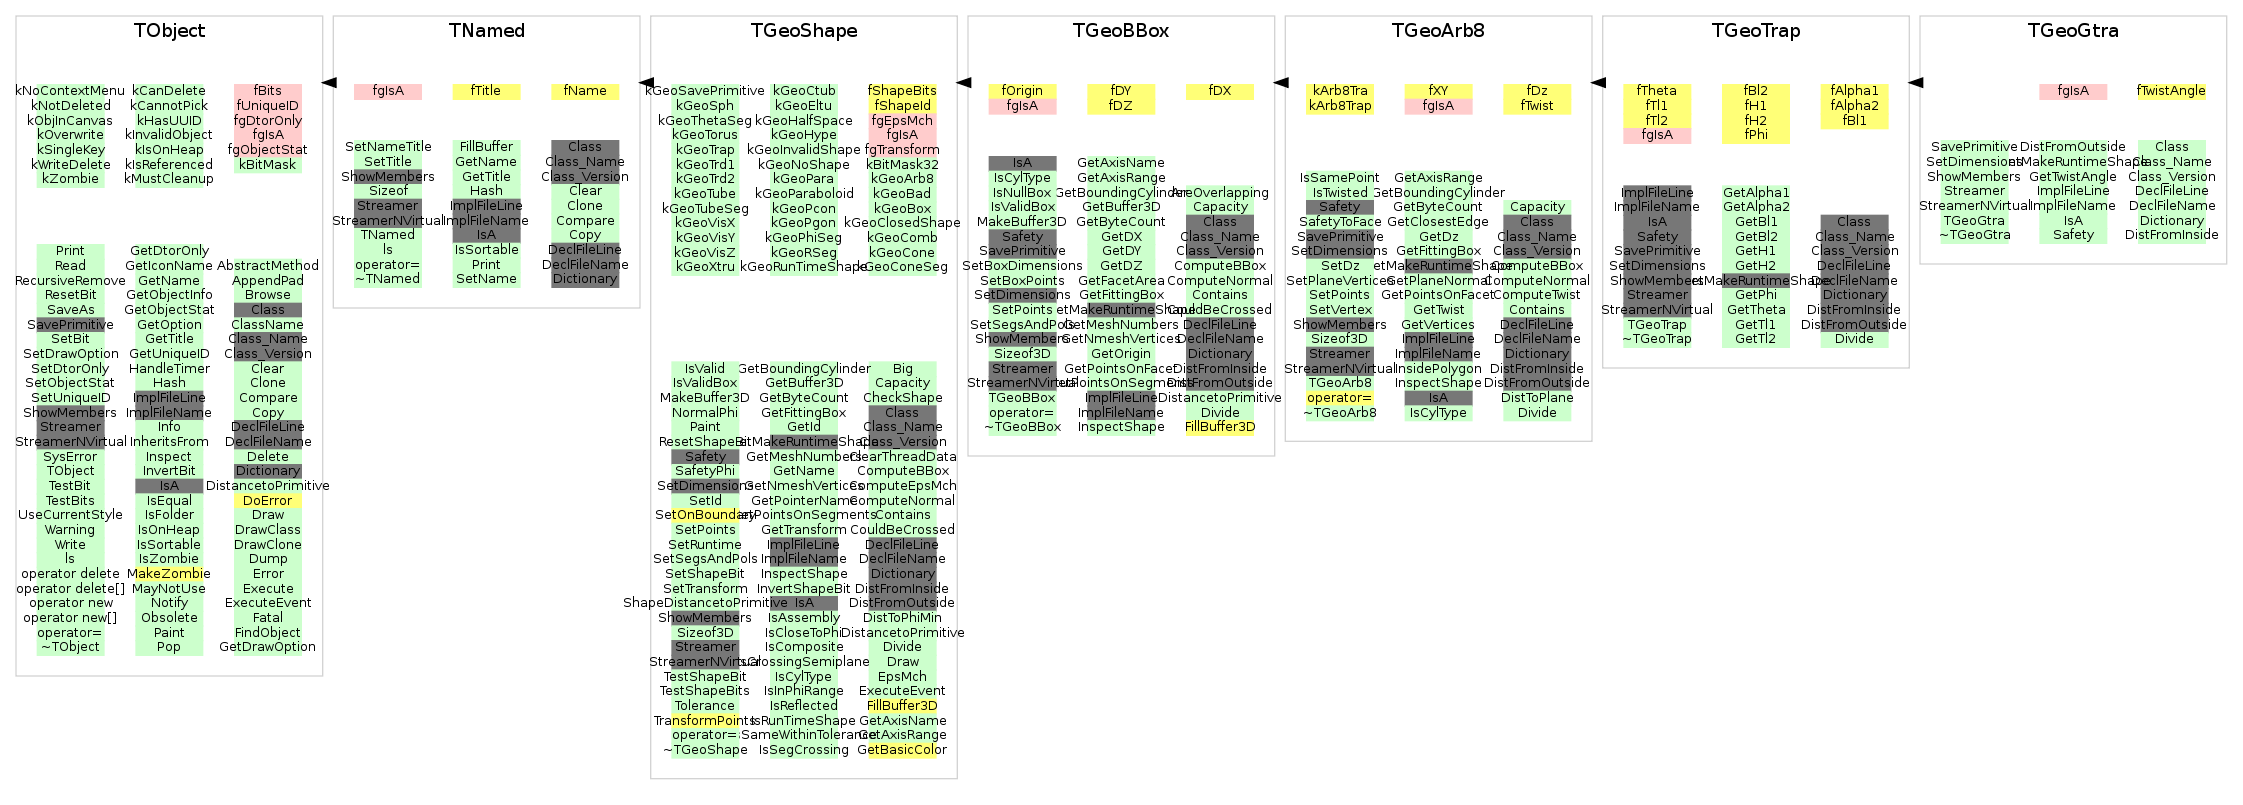 TObject
kNoContextMenu
kNotDeleted
kObjInCanvas
kOverwrite
kSingleKey
kWriteDelete
kZombie
kCanDelete
kCannotPick
kHasUUID
kInvalidObject
kIsOnHeap
kIsReferenced
kMustCleanup
fBits
fUniqueID
fgDtorOnly
fgIsA
fgObjectStat
kBitMask
Print
Read
RecursiveRemove
ResetBit
SaveAs
SavePrimitive
SetBit
SetDrawOption
SetDtorOnly
SetObjectStat
SetUniqueID
ShowMembers
Streamer
StreamerNVirtual
SysError
TObject
TestBit
TestBits
UseCurrentStyle
Warning
Write
ls
operator delete
operator delete[]
operator new
operator new[]
operator=
~TObject
GetDtorOnly
GetIconName
GetName
GetObjectInfo
GetObjectStat
GetOption
GetTitle
GetUniqueID
HandleTimer
Hash
ImplFileLine
ImplFileName
Info
InheritsFrom
Inspect
InvertBit
IsA
IsEqual
IsFolder
IsOnHeap
IsSortable
IsZombie
MakeZombie
MayNotUse
Notify
Obsolete
Paint
Pop
AbstractMethod
AppendPad
Browse
Class
ClassName
Class_Name
Class_Version
Clear
Clone
Compare
Copy
DeclFileLine
DeclFileName
Delete
Dictionary
DistancetoPrimitive
DoError
Draw
DrawClass
DrawClone
Dump
Error
Execute
ExecuteEvent
Fatal
FindObject
GetDrawOption
TNamed
fgIsA
fTitle
fName
SetNameTitle
SetTitle
ShowMembers
Sizeof
Streamer
StreamerNVirtual
TNamed
ls
operator=
~TNamed
FillBuffer
GetName
GetTitle
Hash
ImplFileLine
ImplFileName
IsA
IsSortable
Print
SetName
Class
Class_Name
Class_Version
Clear
Clone
Compare
Copy
DeclFileLine
DeclFileName
Dictionary
TGeoShape
kGeoSavePrimitive
kGeoSph
kGeoThetaSeg
kGeoTorus
kGeoTrap
kGeoTrd1
kGeoTrd2
kGeoTube
kGeoTubeSeg
kGeoVisX
kGeoVisY
kGeoVisZ
kGeoXtru
kGeoCtub
kGeoEltu
kGeoHalfSpace
kGeoHype
kGeoInvalidShape
kGeoNoShape
kGeoPara
kGeoParaboloid
kGeoPcon
kGeoPgon
kGeoPhiSeg
kGeoRSeg
kGeoRunTimeShape
fShapeBits
fShapeId
fgEpsMch
fgIsA
fgTransform
kBitMask32
kGeoArb8
kGeoBad
kGeoBox
kGeoClosedShape
kGeoComb
kGeoCone
kGeoConeSeg
IsValid
IsValidBox
MakeBuffer3D
NormalPhi
Paint
ResetShapeBit
Safety
SafetyPhi
SetDimensions
SetId
SetOnBoundary
SetPoints
SetRuntime
SetSegsAndPols
SetShapeBit
SetTransform
ShapeDistancetoPrimitive
ShowMembers
Sizeof3D
Streamer
StreamerNVirtual
TestShapeBit
TestShapeBits
Tolerance
TransformPoints
operator=
~TGeoShape
GetBoundingCylinder
GetBuffer3D
GetByteCount
GetFittingBox
GetId
etMakeRuntimeShape
GetMeshNumbers
GetName
GetNmeshVertices
GetPointerName
etPointsOnSegments
GetTransform
ImplFileLine
ImplFileName
InspectShape
InvertShapeBit
IsA
IsAssembly
IsCloseToPhi
IsComposite
IsCrossingSemiplane
IsCylType
IsInPhiRange
IsReflected
IsRunTimeShape
SameWithinTolerance
IsSegCrossing
Big
Capacity
CheckShape
Class
Class_Name
Class_Version
ClearThreadData
ComputeBBox
ComputeEpsMch
ComputeNormal
Contains
CouldBeCrossed
DeclFileLine
DeclFileName
Dictionary
DistFromInside
DistFromOutside
DistToPhiMin
DistancetoPrimitive
Divide
Draw
EpsMch
ExecuteEvent
FillBuffer3D
GetAxisName
GetAxisRange
GetBasicColor
TGeoBBox
fOrigin
fgIsA
fDY
fDZ
fDX
IsA
IsCylType
IsNullBox
IsValidBox
MakeBuffer3D
Safety
SavePrimitive
SetBoxDimensions
SetBoxPoints
SetDimensions
SetPoints
SetSegsAndPols
ShowMembers
Sizeof3D
Streamer
StreamerNVirtual
TGeoBBox
operator=
~TGeoBBox
GetAxisName
GetAxisRange
GetBoundingCylinder
GetBuffer3D
GetByteCount
GetDX
GetDY
GetDZ
GetFacetArea
GetFittingBox
etMakeRuntimeShape
GetMeshNumbers
GetNmeshVertices
GetOrigin
GetPointsOnFacet
etPointsOnSegments
ImplFileLine
ImplFileName
InspectShape
AreOverlapping
Capacity
Class
Class_Name
Class_Version
ComputeBBox
ComputeNormal
Contains
CouldBeCrossed
DeclFileLine
DeclFileName
Dictionary
DistFromInside
DistFromOutside
DistancetoPrimitive
Divide
FillBuffer3D
TGeoArb8
kArb8Tra
kArb8Trap
fXY
fgIsA
fDz
fTwist
IsSamePoint
IsTwisted
Safety
SafetyToFace
SavePrimitive
SetDimensions
SetDz
SetPlaneVertices
SetPoints
SetVertex
ShowMembers
Sizeof3D
Streamer
StreamerNVirtual
TGeoArb8
operator=
~TGeoArb8
GetAxisRange
GetBoundingCylinder
GetByteCount
GetClosestEdge
GetDz
GetFittingBox
etMakeRuntimeShape
GetPlaneNormal
GetPointsOnFacet
GetTwist
GetVertices
ImplFileLine
ImplFileName
InsidePolygon
InspectShape
IsA
IsCylType
Capacity
Class
Class_Name
Class_Version
ComputeBBox
ComputeNormal
ComputeTwist
Contains
DeclFileLine
DeclFileName
Dictionary
DistFromInside
DistFromOutside
DistToPlane
Divide
TGeoTrap
fTheta
fTl1
fTl2
fgIsA
fBl2
fH1
fH2
fPhi
fAlpha1
fAlpha2
fBl1
ImplFileLine
ImplFileName
IsA
Safety
SavePrimitive
SetDimensions
ShowMembers
Streamer
StreamerNVirtual
TGeoTrap
~TGeoTrap
GetAlpha1
GetAlpha2
GetBl1
GetBl2
GetH1
GetH2
etMakeRuntimeShape
GetPhi
GetTheta
GetTl1
GetTl2
Class
Class_Name
Class_Version
DeclFileLine
DeclFileName
Dictionary
DistFromInside
DistFromOutside
Divide
TGeoGtra
fgIsA
fTwistAngle
SavePrimitive
SetDimensions
ShowMembers
Streamer
StreamerNVirtual
TGeoGtra
~TGeoGtra
DistFromOutside
etMakeRuntimeShape
GetTwistAngle
ImplFileLine
ImplFileName
IsA
Safety
Class
Class_Name
Class_Version
DeclFileLine
DeclFileName
Dictionary
DistFromInside